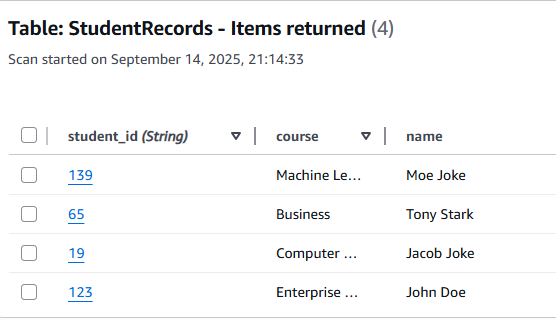 Table: StudentRecords - Items returned (4)
Scan started on September 14, 2025, 21:14:33
student_id (String) course name
139 Machine Le... Moe Joke
65 Business Tony Stark
19 Computer ... Jacob Joke
123 Enterprise ... John Doe